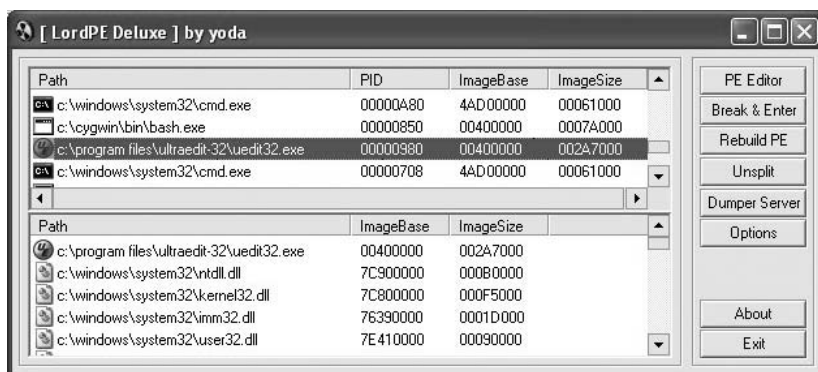 [ LordPE Deluxe ] by yoda
Path PID ImageBase ImageSize
c:\windows\system32\cmd.exe 00000A80 4AD00000 00061000
c:\cygwin\bin\bash.exe 00000850 00400000 0007A000
c:\program files\ultraedit-32\uedit32.exe 00000980 00400000 002A7000
c:\windows\system32\cmd.exe 00000708 4AD00000 00061000
Path ImageBase ImageSize
c:\program files\ultraedit-32\uedit32.exe 00400000 002A7000
c:\windows\system32\ntdll.dll 7C900000 000B0000
c:\windows\system32\kernel32.dll 7C800000 000F5000
c:\windows\system32\imm32.dll 76390000 0001D000
c:\windows\system32\user32.dll 7E410000 00090000
PE Editor
Break & Enter
Rebuild PE
Unsplit
Dumper Server
Options
About
Exit